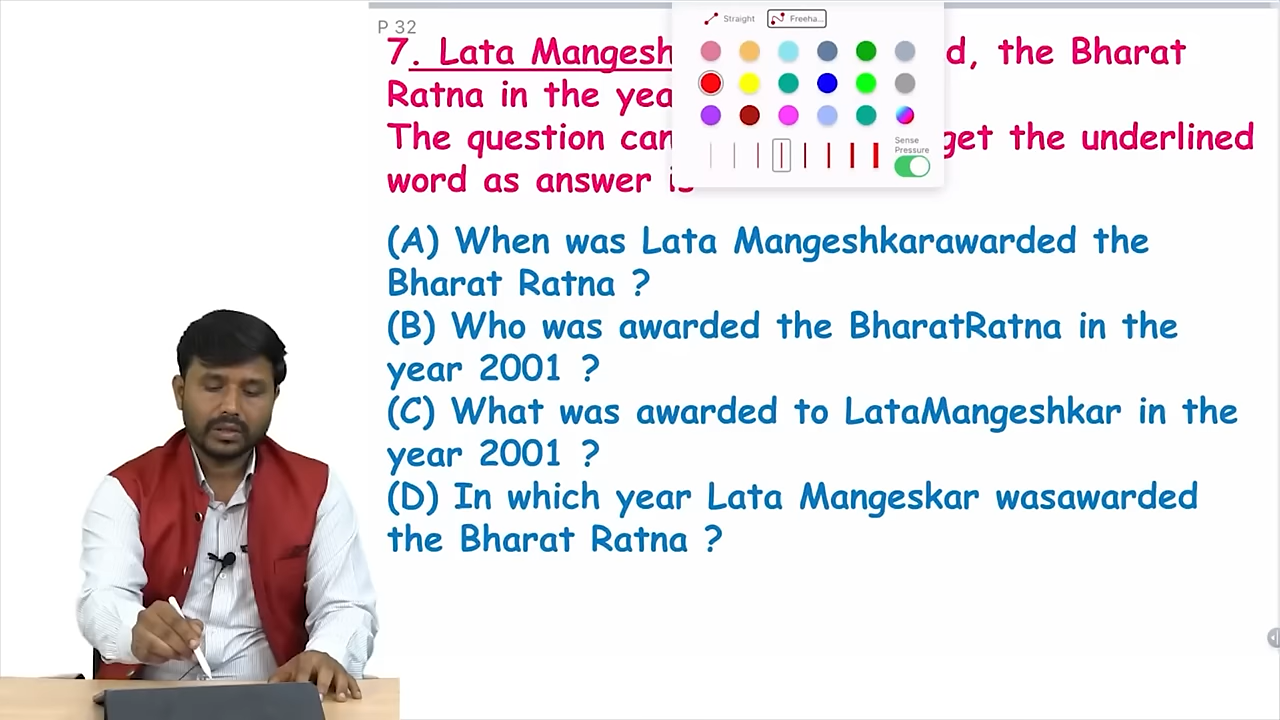 P 32
Straight Freeha...
7. Lata Mangesh d, the Bharat
Ratna in the yea
Sense
Pressure
The question can get the underlined
word as answer is
(A) When was Lata Mangeshkarawarded the
Bharat Ratna ?
(B) Who was awarded the BharatRatna in the
year 2001 ?
(C) What was awarded to LataMangeshkar in the
year 2001 ?
(D) In which year Lata Mangeskar wasawarded
the Bharat Ratna ?